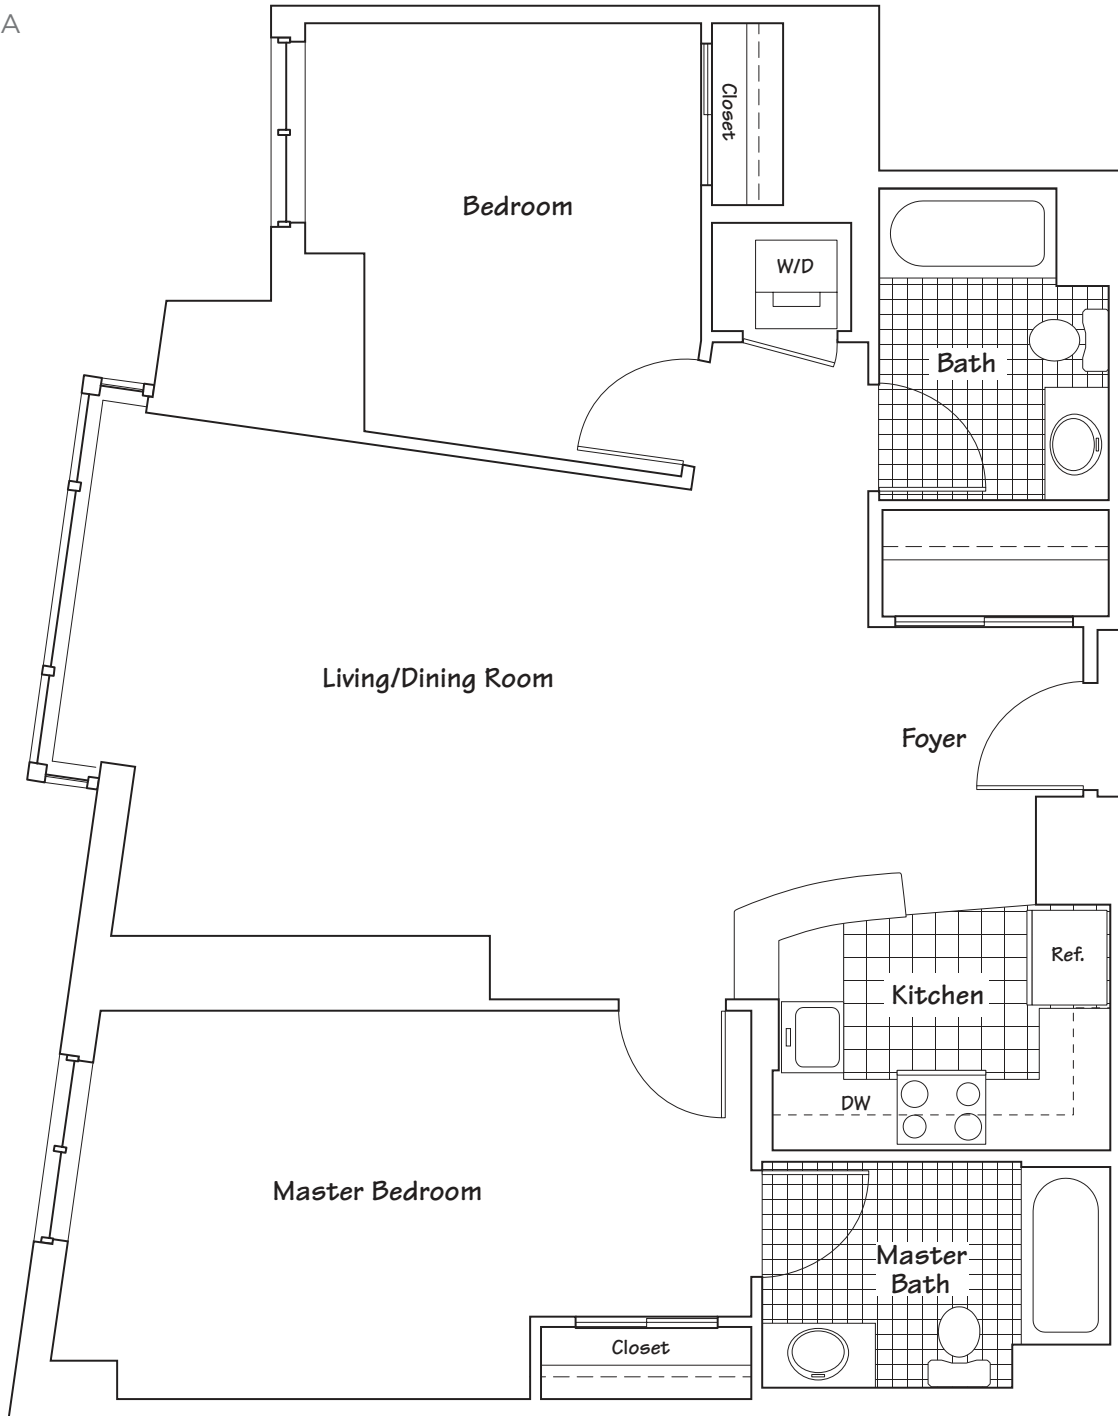 A
Closet
Bedroom
W/D
Bath
Living/Dining Room
Foyer
Ref.
Kitchen
DW
Master Bedroom
Master
Bath
Closet